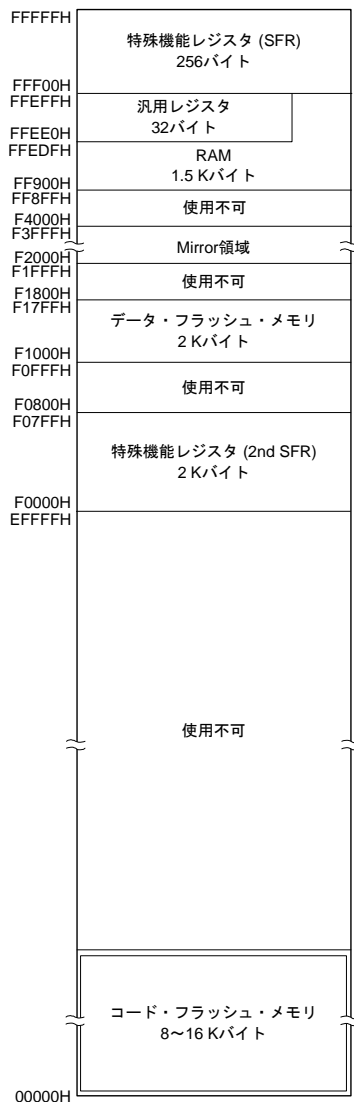 FFFFFH
特殊機能レジスタ (SFR)
256バイト
FFF00H
FFEFFH
汎用レジスタ
32バイト
FFEE0H
FFEDFH
RAM
1.5 Kバイト
FF900H
FF8FFH
使用不可
F4000H
F3FFFH
Mirror領域
F2000H
F1FFFH
使用不可
F1800H
F17FFH
データ・フラッシュ・メモリ
2 Kバイト
F1000H
F0FFFH
使用不可
F0800H
F07FFH
特殊機能レジスタ (2nd SFR)
2 Kバイト
F0000H
EFFFFH
使用不可
コード・フラッシュ・メモリ
8～16 Kバイト
00000H